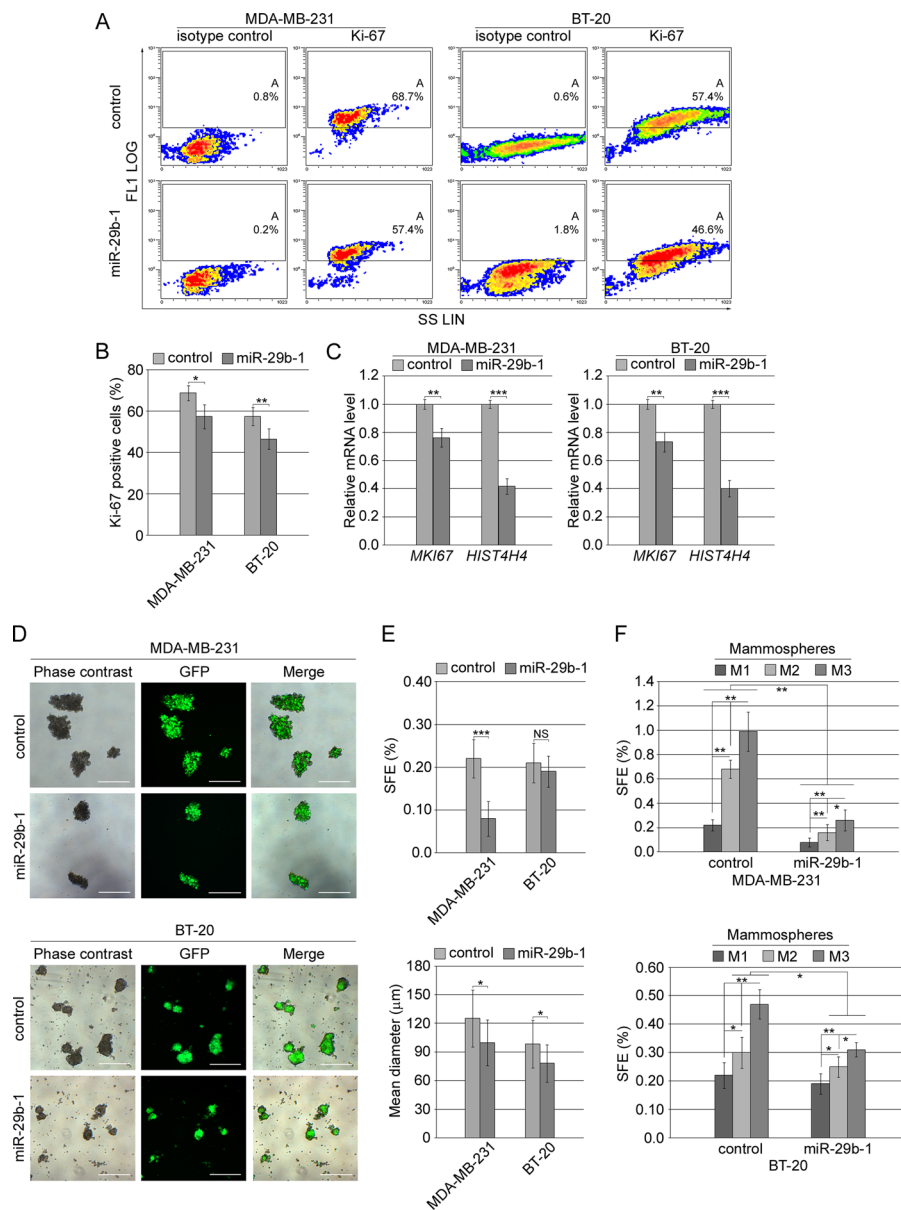 A
MDA-MB-231 BT-20
isotype control Ki-67 isotype control Ki-67
control
A
0.8%
A
68.7%
A
0.6%
A
57.4%
miR-29b-1
A
0.2%
A
57.4%
A
1.8%
A
46.6%
FL1 LOG
SS LIN
B
control miR-29b-1
Ki-67 positive cells (%)
80
60
40
20
0
MDA-MB-231
BT-20
*
**
C
MDA-MB-231
control miR-29b-1
Relative mRNA level
1.2
1.0
0.8
0.6
0.4
0.2
0.0
** ***
MKI67 HIST4H4
BT-20
control miR-29b-1
Relative mRNA level
1.2
1.0
0.8
0.6
0.4
0.2
0.0
** ***
MKI67 HIST4H4
D
MDA-MB-231
Phase contrast GFP Merge
control
miR-29b-1
BT-20
Phase contrast GFP Merge
control
miR-29b-1
E
control miR-29b-1
SFE (%)
0.40
0.30
0.20
0.10
0.00
*** NS
MDA-MB-231
BT-20
control miR-29b-1
Mean diameter (μm)
180
150
120
90
60
30
0
*
*
MDA-MB-231
BT-20
F
Mammospheres
M1 M2 M3
SFE (%)
1.4
1.2
1.0
0.8
0.6
0.4
0.2
0.0
**
**
**
**
**
*
control miR-29b-1
MDA-MB-231
Mammospheres
M1 M2 M3
SFE (%)
0.60
0.50
0.40
0.30
0.20
0.10
0.0
*
**
*
**
*
*
control miR-29b-1
BT-20